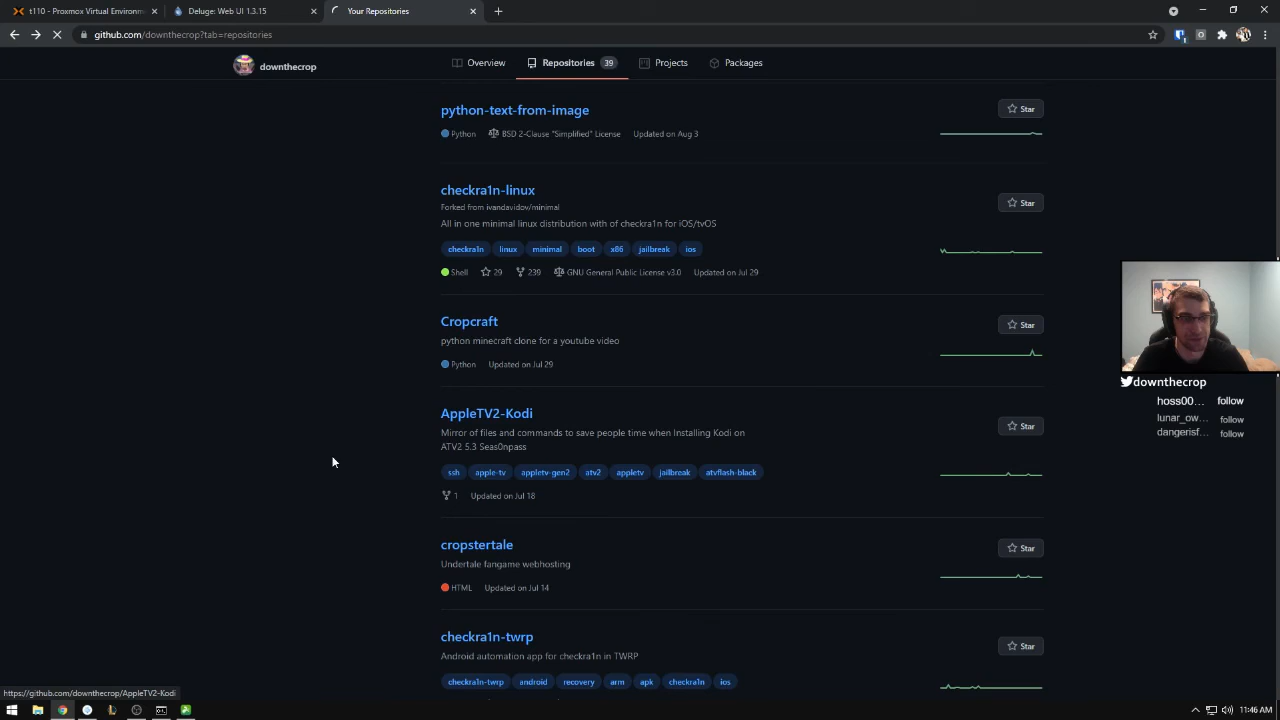 t110 - Proxmox Virtual Environm
Deluge: Web UI 1.3.15
Your Repositories
github.com/downthecrop?tab=repositories
downthecrop
Overview
Repositories 39
Projects
Packages
python-text-from-image
Star
Python
BSD 2-Clause "Simplified" License
Updated on Aug 3
checkra1n-linux
Star
Forked from ivandavidov/minimal
All in one minimal linux distribution with of checkra1n for iOS/tvOS
checkra1n linux minimal boot x86 jailbreak ios
Shell 29 239 GNU General Public License v3.0 Updated on Jul 29
Cropcraft
Star
python minecraft clone for a youtube video
Python Updated on Jul 29
AppleTV2-Kodi
Star
Mirror of files and commands to save people time when Installing Kodi on
ATV2 5.3 Seas0npass
ssh apple-tv appletv-gen2 atv2 appletv jailbreak atvflash-black
1 Updated on Jul 18
cropstertale
Star
Undertale fangame webhosting
HTML Updated on Jul 14
checkra1n-twrp
Star
Android automation app for checkra1n in TWRP
checkra1n-twrp android recovery arm apk checkra1n ios
downthecrop
hoss00... follow
lunar_ow... follow
dangerisf... follow
https://github.com/downthecrop/AppleTV2-Kodi
11:46 AM